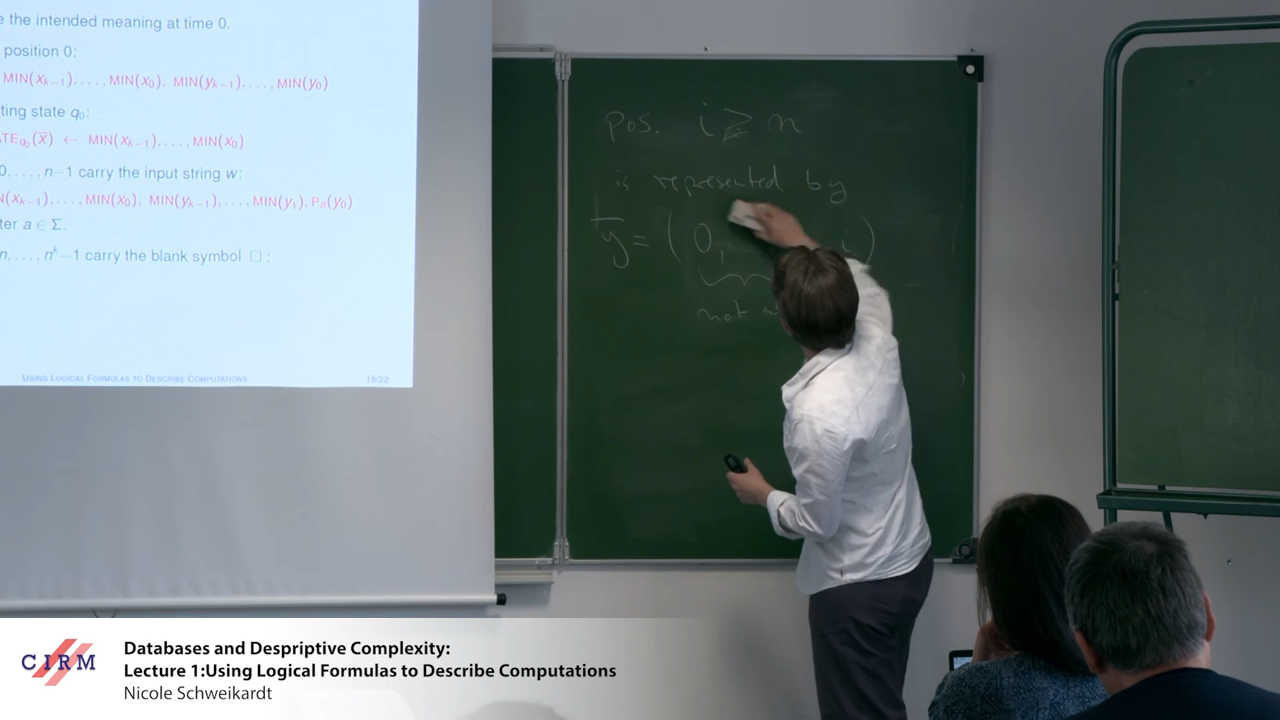 e the intended meaning at time 0.
position 0:
MIN(xₖ₋₁), . . . , MIN(x₀), MIN(yₖ₋₁), . . . , MIN(y₀)
ting state q₀:
TE_q₀(x̄) ← MIN(xₖ₋₁), . . . , MIN(x₀)
0, . . . , n−1 carry the input string w:
N(xₖ₋₁), . . . , MIN(x₀), MIN(yₖ₋₁), . . . , MIN(y₁), Pₐ(y₀)
ter a ∈ Σ.
n, . . . , nᵏ−1 carry the blank symbol □ :
USING LOGICAL FORMULAS TO DESCRIBE COMPUTATIONS 18/22
pos. i ≥ n
is represented by
ȳ = ( 0, i )
not
CIRM
Databases and Despriptive Complexity:
Lecture 1:Using Logical Formulas to Describe Computations
Nicole Schweikardt